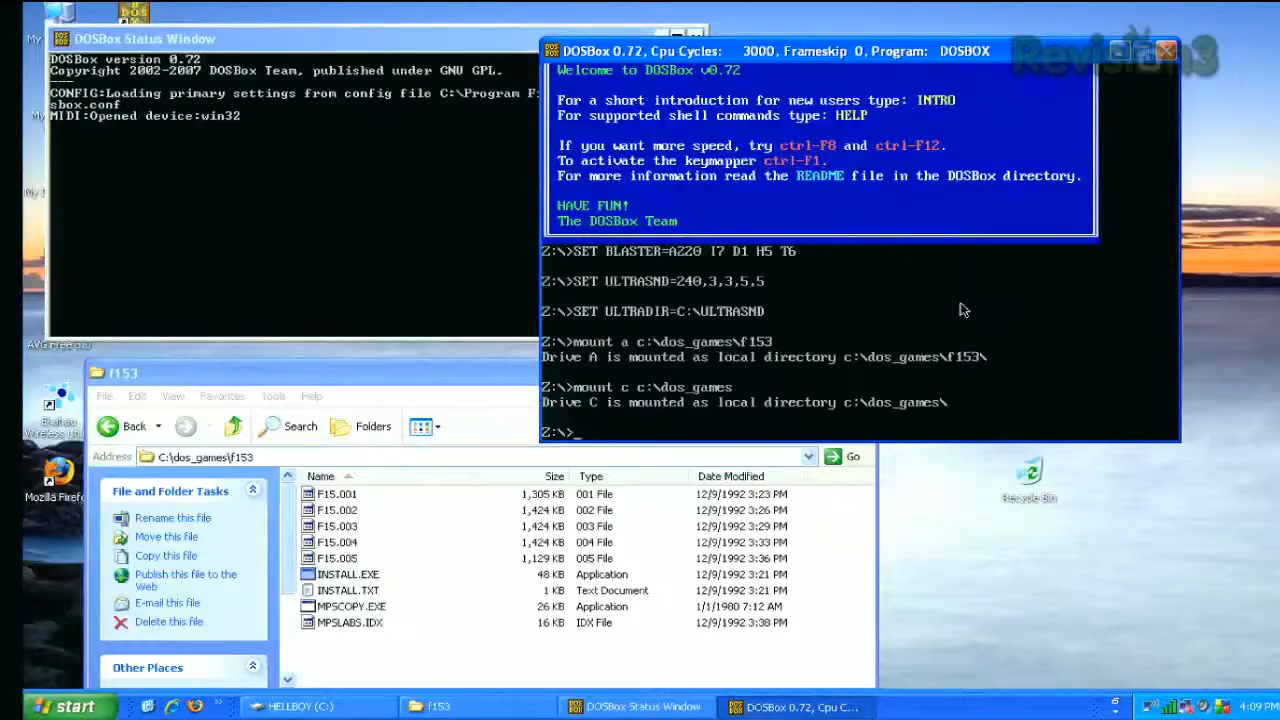 DOSBox Status Window
DOSBox version 0.72
Copyright 2002-2007 DOSBox Team, published under GNU GPL.
---
CONFIG:Loading primary settings from config file C:\Program F
sbox.conf
MIDI:Opened device:win32
DOSBox 0.72, Cpu Cycles: 3000, Frameskip 0, Program: DOSBOX
Revision3
Welcome to DOSBox v0.72
For a short introduction for new users type: INTRO
For supported shell commands type: HELP
If you want more speed, try ctrl-F8 and ctrl-F12.
To activate the keymapper ctrl-F1.
For more information read the README file in the DOSBox directory.
HAVE FUN!
The DOSBox Team
Z:\>SET BLASTER=A220 I7 D1 H5 T6
Z:\>SET ULTRASND=240,3,3,5,5
Z:\>SET ULTRADIR=C:\ULTRASND
Z:\>mount a c:\dos_games\f153
Drive A is mounted as local directory c:\dos_games\f153\
Z:\>mount c c:\dos_games
Drive C is mounted as local directory c:\dos_games\
Z:\>_
My
My
AVG Free
Ekahau
Wireless Util
Mozilla Firef
Recycle Bin
f153
File Edit View Favorites Tools Help
Back Search Folders
Address C:\dos_games\f153 Go
File and Folder Tasks
Rename this file
Move this file
Copy this file
Publish this file to the
Web
E-mail this file
Delete this file
Other Places
Name Size Type Date Modified
F15.001 1,305 KB 001 File 12/9/1992 3:23 PM
F15.002 1,424 KB 002 File 12/9/1992 3:26 PM
F15.003 1,424 KB 003 File 12/9/1992 3:29 PM
F15.004 1,424 KB 004 File 12/9/1992 3:33 PM
F15.005 1,129 KB 005 File 12/9/1992 3:36 PM
INSTALL.EXE 48 KB Application 12/9/1992 3:21 PM
INSTALL.TXT 1 KB Text Document 12/9/1992 3:21 PM
MPSCOPY.EXE 26 KB Application 1/1/1980 7:12 AM
MPSLABS.IDX 16 KB IDX File 12/9/1992 3:38 PM
start HELLBOY (C:) f153 DOSBox Status Window DOSBox 0.72, Cpu C... 4:09 PM